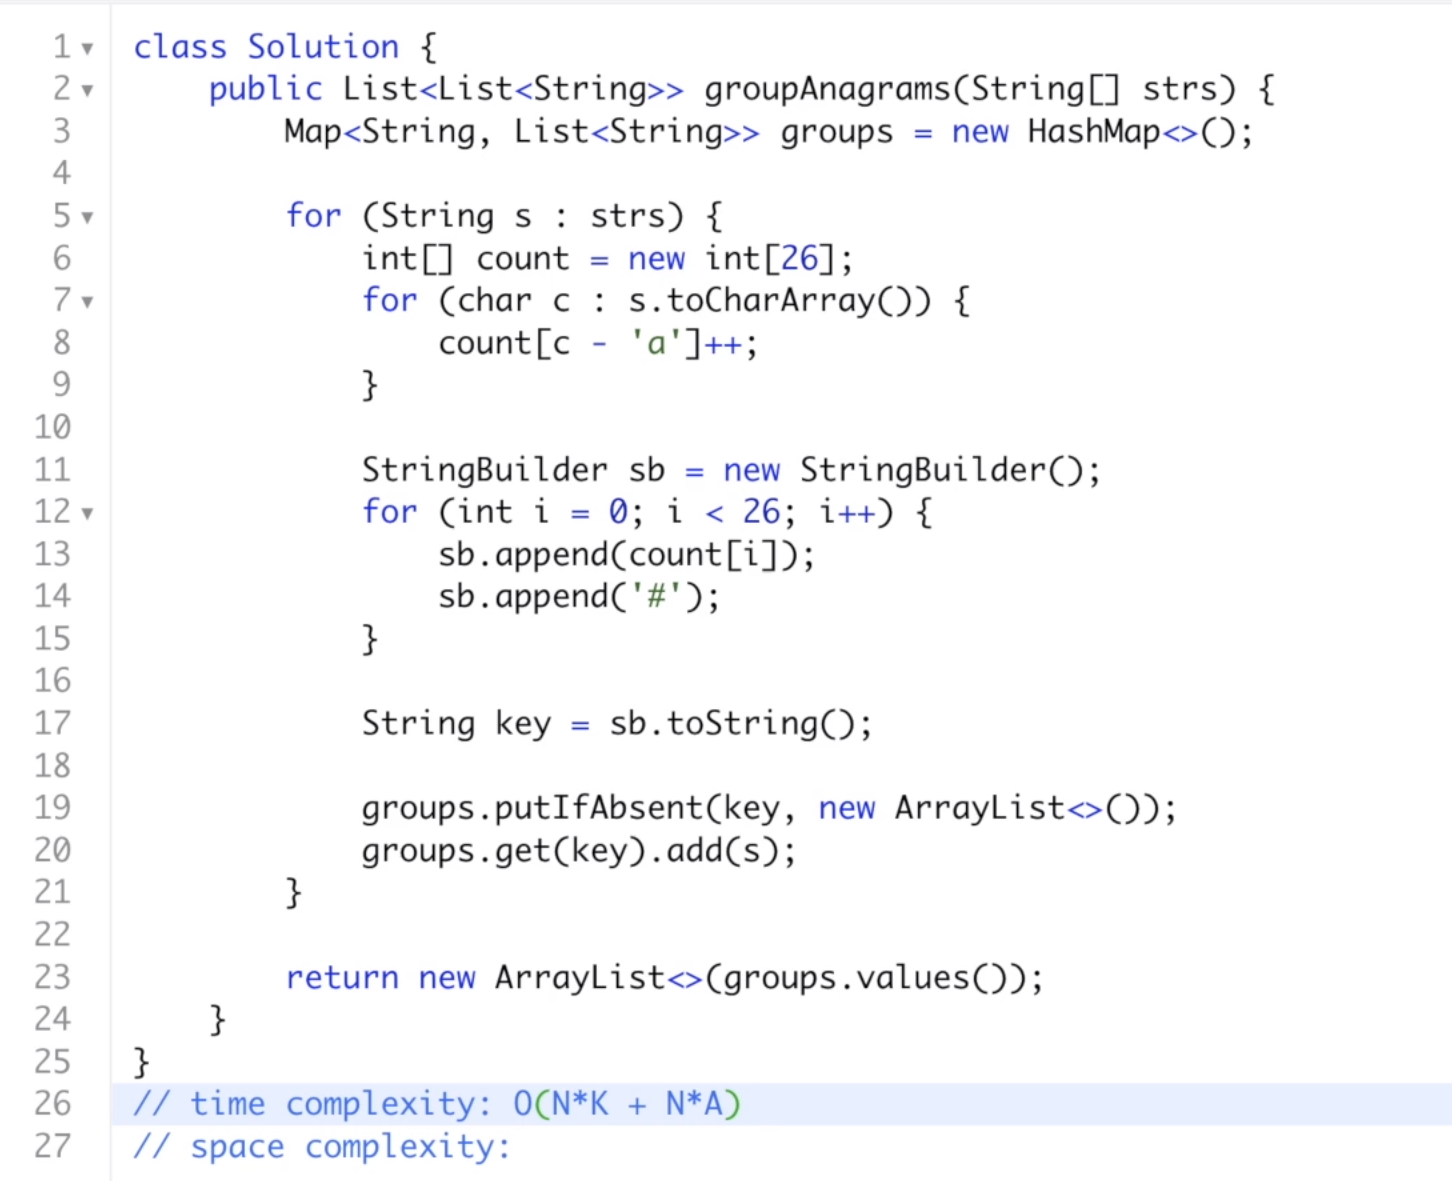 1 class Solution {
2 public List<List<String>> groupAnagrams(String[] strs) {
3 Map<String, List<String>> groups = new HashMap<>();
4
5 for (String s : strs) {
6 int[] count = new int[26];
7 for (char c : s.toCharArray()) {
8 count[c - 'a']++;
9 }
10
11 StringBuilder sb = new StringBuilder();
12 for (int i = 0; i < 26; i++) {
13 sb.append(count[i]);
14 sb.append('#');
15 }
16
17 String key = sb.toString();
18
19 groups.putIfAbsent(key, new ArrayList<>());
20 groups.get(key).add(s);
21 }
22
23 return new ArrayList<>(groups.values());
24 }
25 }
26 // time complexity: O(N*K + N*A)
27 // space complexity: